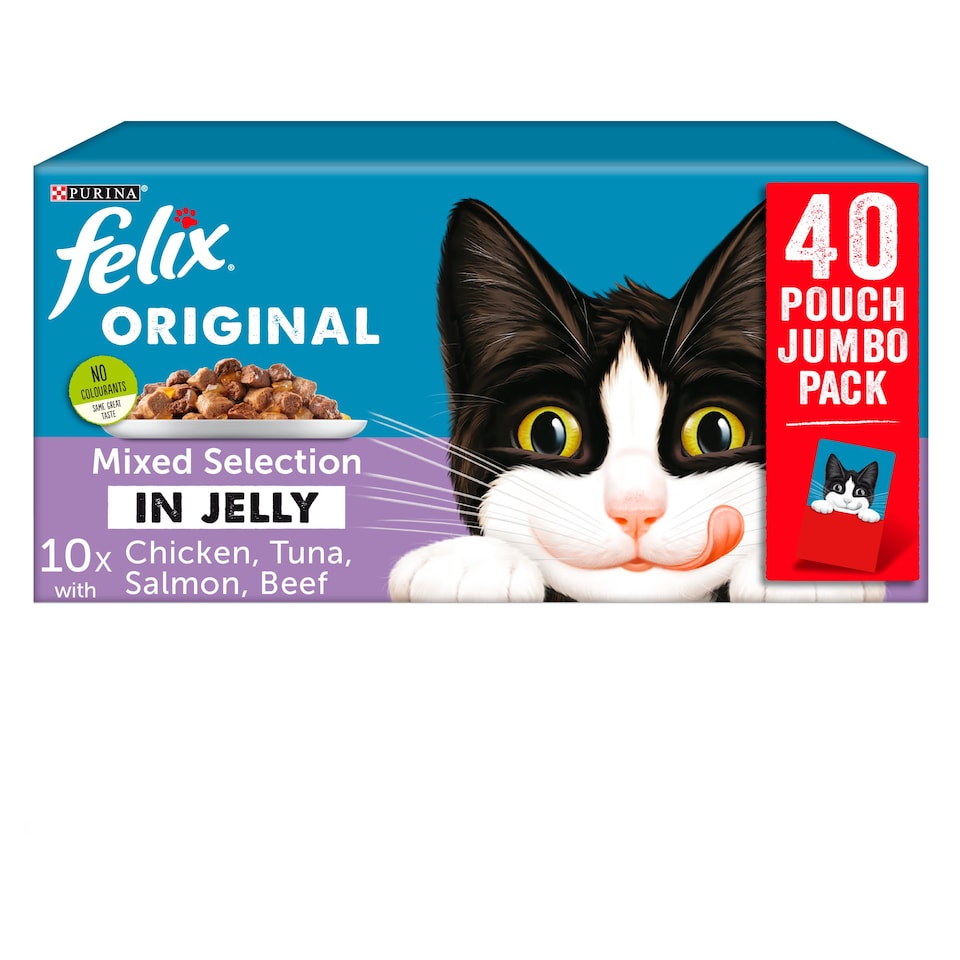 PURINA®
felix®
ORIGINAL
NO
COLOURANTS
SAME GREAT
TASTE
Mixed Selection
IN JELLY
10x Chicken, Tuna,
with Salmon, Beef
40
POUCH
JUMBO
PACK